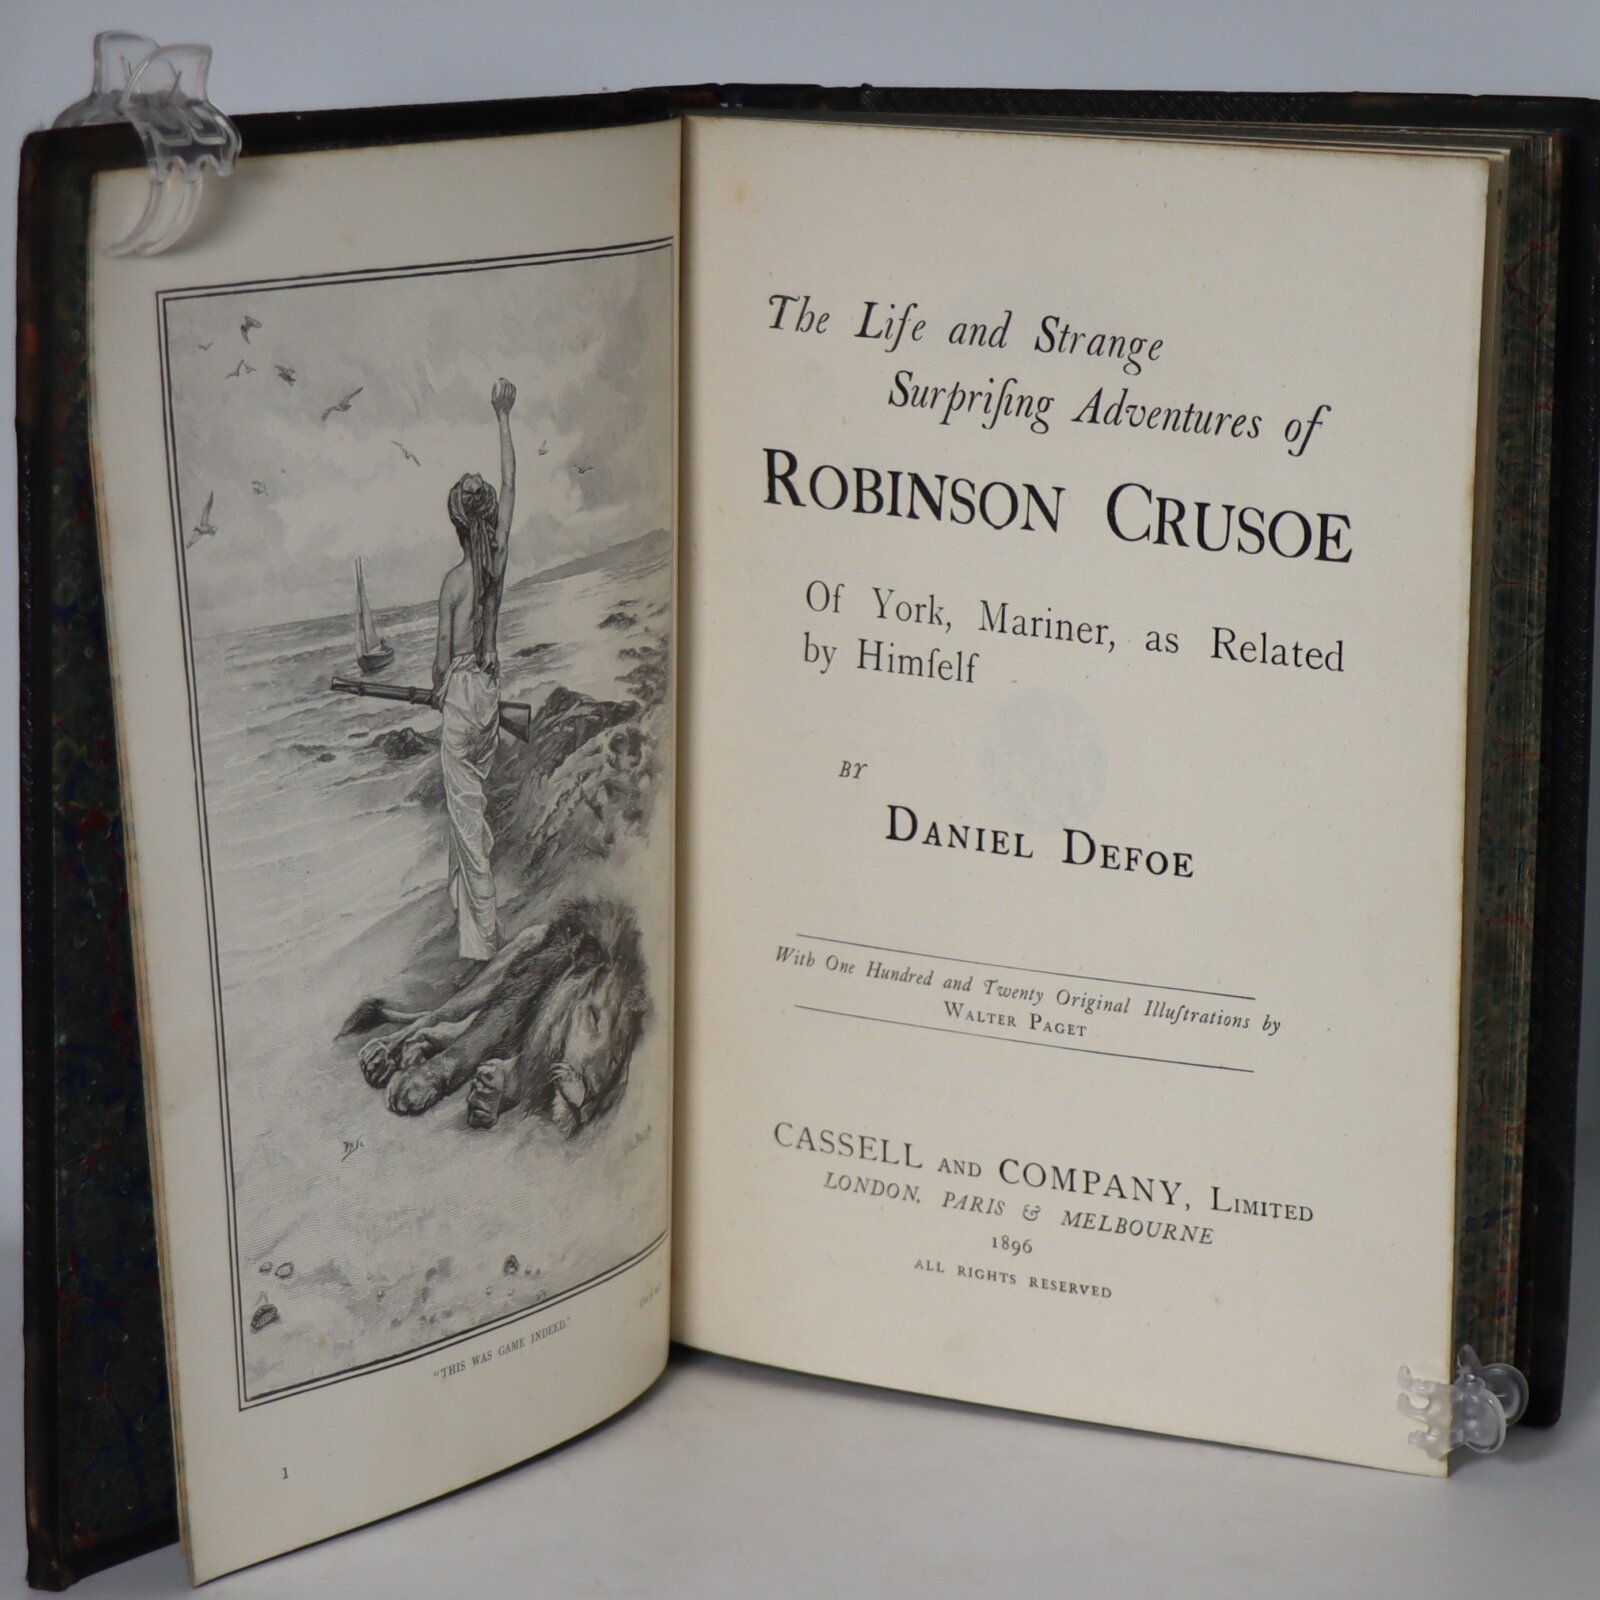 "THIS WAS GAME INDEED."
1
The Life and Strange
Surpriſing Adventures of
ROBINSON CRUSOE
Of York, Mariner, as Related
by Himſelf
BY
DANIEL DEFOE
With One Hundred and Twenty Original Illuſtrations by
WALTER PAGET
CASSELL AND COMPANY, LIMITED
LONDON, PARIS & MELBOURNE
1896
ALL RIGHTS RESERVED